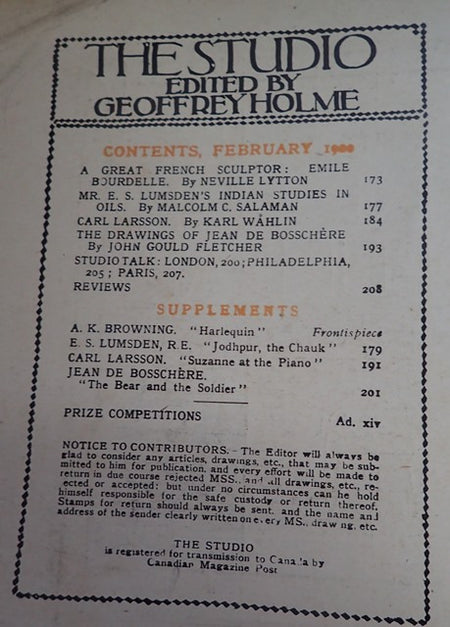 THE STUDIO
EDITED BY
GEOFFREY HOLME
CONTENTS, FEBRUARY
A GREAT FRENCH SCULPTOR: EMILE
BOURDELLE. By NEVILLE LYTTON 173
MR. E. S. LUMSDEN'S INDIAN STUDIES IN
OILS. By MALCOLM C. SALAMAN 177
CARL LARSSON. By KARL WÅHLIN 184
THE DRAWINGS OF JEAN DE BOSSCHÈRE
By JOHN GOULD FLETCHER 193
STUDIO TALK: LONDON, 200; PHILADELPHIA,
205; PARIS, 207.
REVIEWS 208
SUPPLEMENTS
A. K. BROWNING. "Harlequin" Frontispiece
E. S. LUMSDEN, R.E. "Jodhpur, the Chauk" 179
CARL LARSSON. "Suzanne at the Piano" 191
JEAN DE BOSSCHÈRE.
"The Bear and the Soldier" 201
PRIZE COMPETITIONS Ad. xiv
NOTICE TO CONTRIBUTORS.-The Editor will always be
glad to consider any articles, drawings, etc., that may be sub-
mitted to him for publication, and every effort will be made to
return in due course rejected MSS., and all drawings, etc., re-
jected or accepted: but under no circumstances can he hold
himself responsible for the safe custody or return thereof.
Stamps for return should always be sent, and the name and
address of the sender clearly written on every MS., drawing, etc.
THE STUDIO
is registered for transmission to Canada by
Canadian Magazine Post